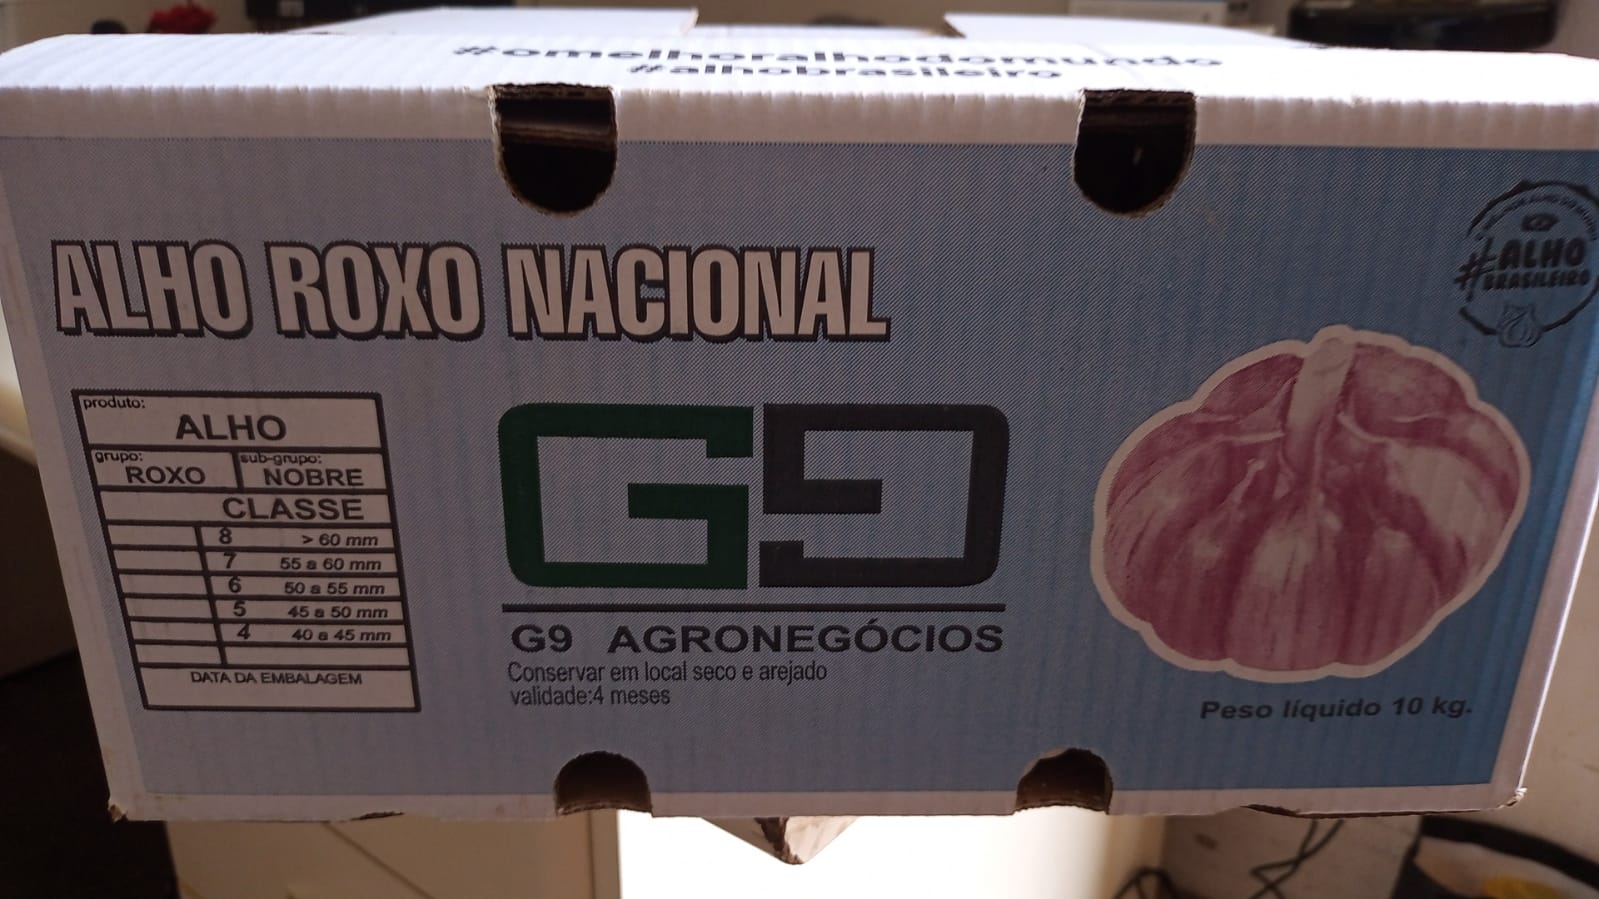 #omelhoralhodomundo
#alhobrasileiro
ALHO ROXO NACIONAL
#ALHO
BRASILEIRO
produto:
ALHO
grupo:
ROXO
sub-grupo:
NOBRE
CLASSE
8 > 60 mm
7 55 a 60 mm
6 50 a 55 mm
5 45 a 50 mm
4 40 a 45 mm
DATA DA EMBALAGEM
G9
G9 AGRONEGÓCIOS
Conservar em local seco e arejado
validade:4 meses
Peso líquido 10 kg.